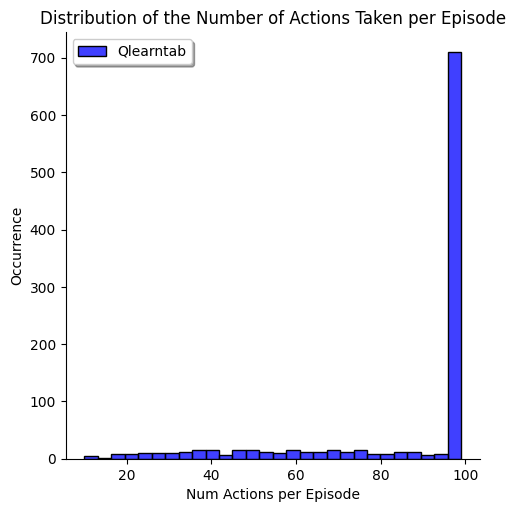 Distribution of the Number of Actions Taken per Episode
Qlearntab
700
600
500
400
300
200
100
0
Occurrence
20 40 60 80 100
Num Actions per Episode